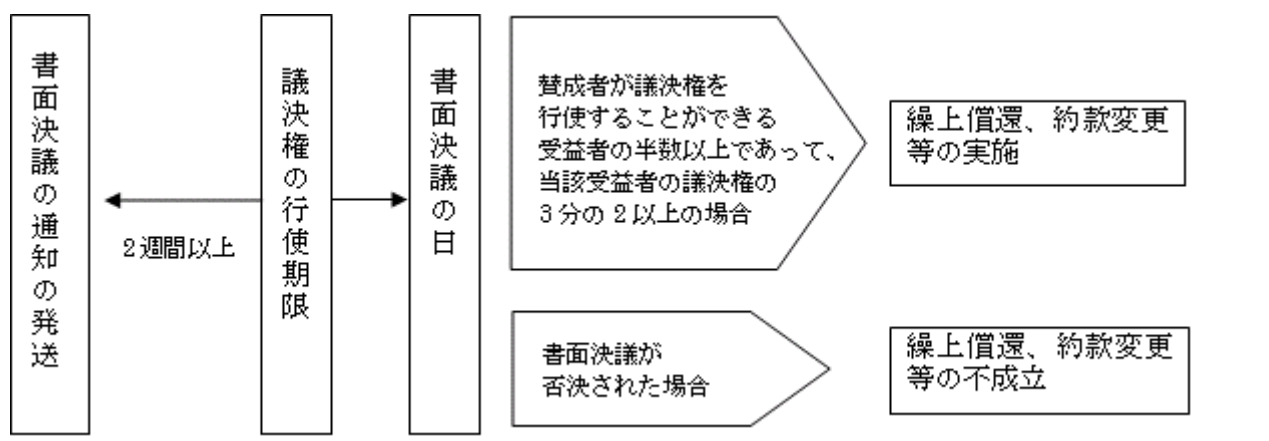 書面決議の通知の発送
2週間以上
議決権の行使期限
書面決議の日
賛成者が議決権を
行使することができる
受益者の半数以上であって、
当該受益者の議決権の
3分の2以上の場合
繰上償還、約款変更
等の実施
書面決議が
否決された場合
繰上償還、約款変更
等の不成立